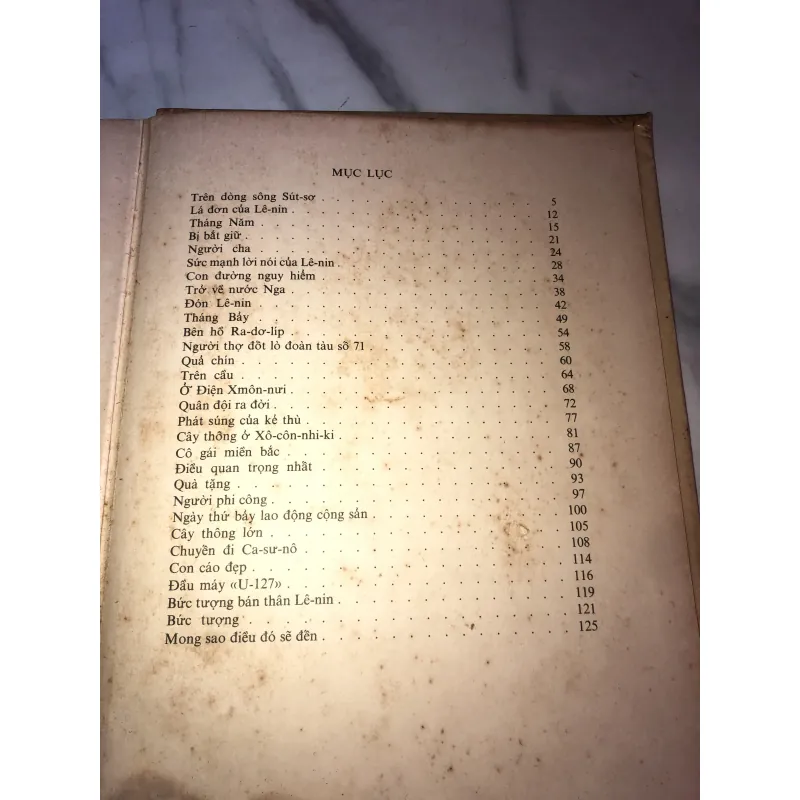 MỤC LỤC
Trên dòng sông Sút-sơ . . . . . . . . . . . . 5
Lá đơn của Lê-nin . . . . . . . . . . . . 12
Tháng Năm . . . . . . . . . . . . 15
Bị bắt giữ . . . . . . . . . . . . 21
Người cha . . . . . . . . . . . . 24
Sức mạnh lời nói của Lê-nin . . . . . . . . . . . . 28
Con đường nguy hiểm . . . . . . . . . . . . 34
Trở về nước Nga . . . . . . . . . . . . 38
Đón Lê-nin . . . . . . . . . . . . 42
Tháng Bảy . . . . . . . . . . . . 49
Bên hồ Ra-dơ-líp . . . . . . . . . . . . 54
Người thợ đốt lò đoàn tàu số 71 . . . . . . . . . . . . 58
Quả chín . . . . . . . . . . . . 60
Trên cầu . . . . . . . . . . . . 64
Ở Điện Xmôn-nưi . . . . . . . . . . . . 68
Quân đội ra đời . . . . . . . . . . . . 72
Phát súng của kẻ thù . . . . . . . . . . . . 77
Cây thông ở Xô-côn-nhi-ki . . . . . . . . . . . . 81
Cô gái miền bắc . . . . . . . . . . . . 87
Điều quan trọng nhất . . . . . . . . . . . . 90
Quà tặng . . . . . . . . . . . . 93
Người phi công . . . . . . . . . . . . 97
Ngày thứ bảy lao động cộng sản . . . . . . . . . . . . 100
Cây thông lớn . . . . . . . . . . . . 105
Chuyến đi Ca-sư-nô . . . . . . . . . . . . 108
Con cáo đẹp . . . . . . . . . . . . 114
Đầu máy «U-127» . . . . . . . . . . . . 116
Bức tượng bán thân Lê-nin . . . . . . . . . . . . 119
Bức tượng . . . . . . . . . . . . 121
Mong sao điều đó sẽ đến . . . . . . . . . . . . 125